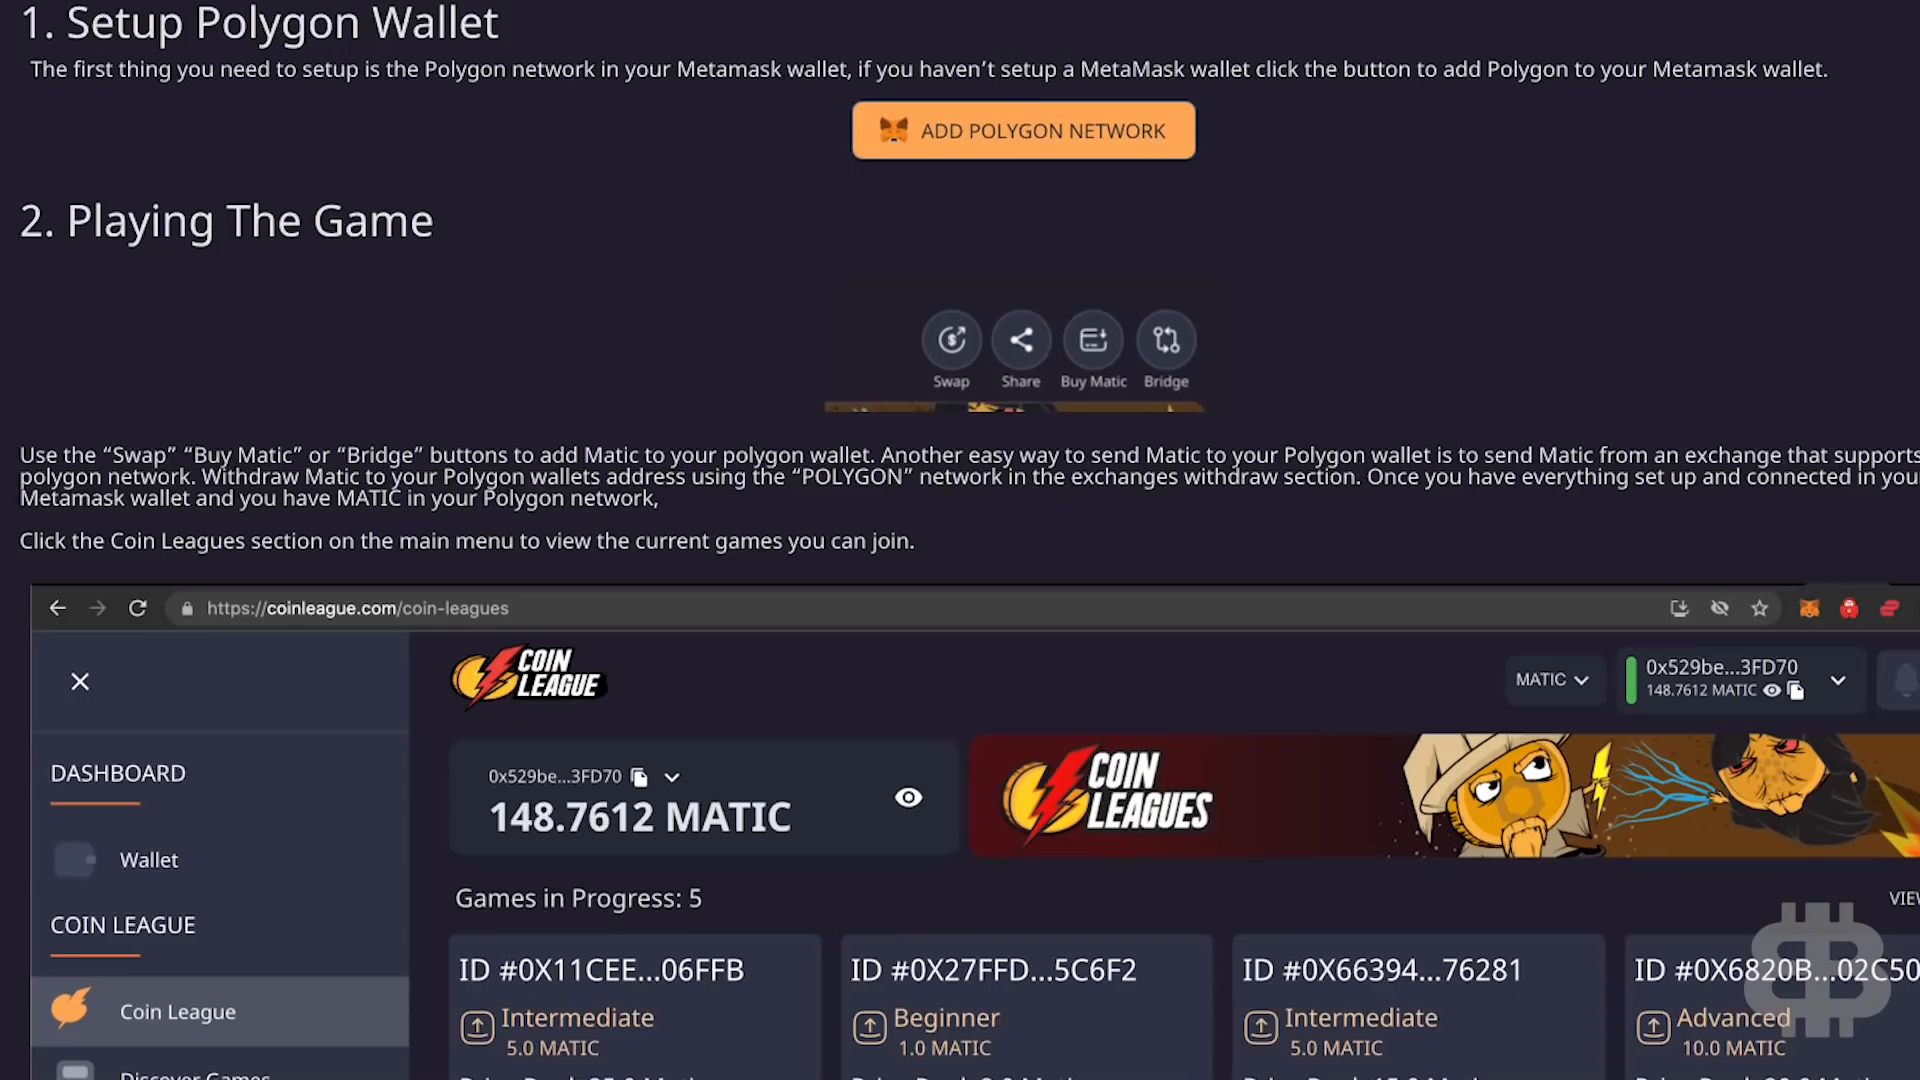 1. Setup Polygon Wallet
The first thing you need to setup is the Polygon network in your Metamask wallet, if you haven’t setup a MetaMask wallet click the button to add Polygon to your Metamask wallet.
ADD POLYGON NETWORK
2. Playing The Game
Swap Share Buy Matic Bridge
Use the “Swap” “Buy Matic” or “Bridge” buttons to add Matic to your polygon wallet. Another easy way to send Matic to your Polygon wallet is to send Matic from an exchange that supports
polygon network. Withdraw Matic to your Polygon wallets address using the “POLYGON” network in the exchanges withdraw section. Once you have everything set up and connected in your
Metamask wallet and you have MATIC in your Polygon network,
Click the Coin Leagues section on the main menu to view the current games you can join.
https://coinleague.com/coin-leagues
COIN
LEAGUE
MATIC
0x529be...3FD70
148.7612 MATIC
DASHBOARD
Wallet
COIN LEAGUE
Coin League
Discover Games
0x529be...3FD70
148.7612 MATIC
COIN
LEAGUES
Games in Progress: 5
VIEW
ID #0X11CEE...06FFB
Intermediate
5.0 MATIC
ID #0X27FFD...5C6F2
Beginner
1.0 MATIC
ID #0X66394...76281
Intermediate
5.0 MATIC
ID #0X6820B...02C50
Advanced
10.0 MATIC